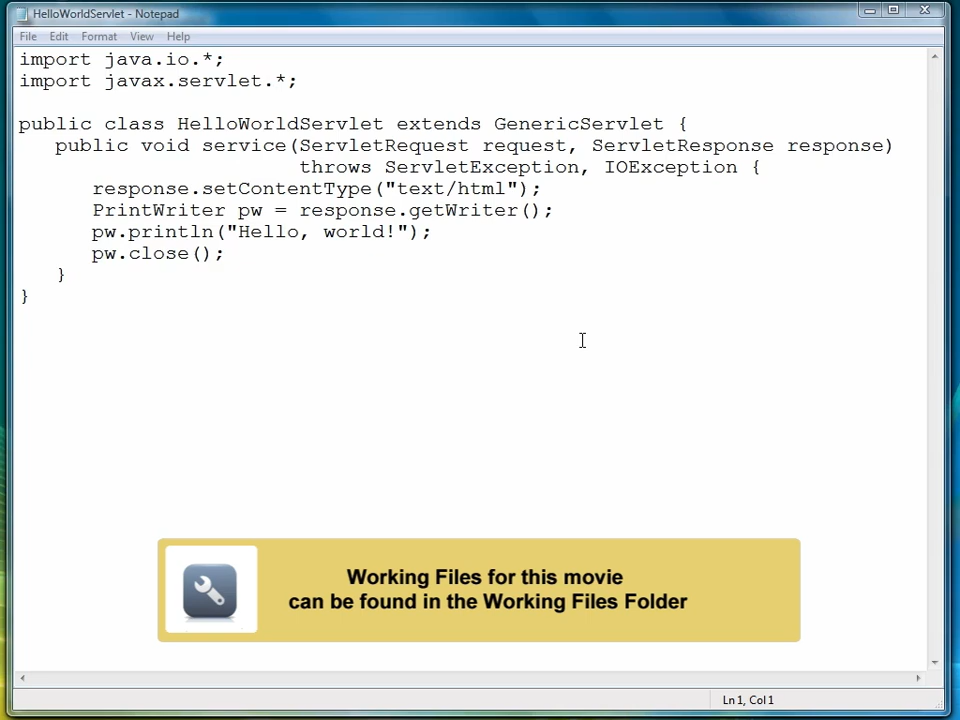 HelloWorldServlet - Notepad
File Edit Format View Help
import java.io.*;
import javax.servlet.*;
public class HelloWorldServlet extends GenericServlet {
public void service(ServletRequest request, ServletResponse response)
throws ServletException, IOException {
response.setContentType("text/html");
PrintWriter pw = response.getWriter();
pw.println("Hello, world!");
pw.close();
}
}
Working Files for this movie
can be found in the Working Files Folder
Ln 1, Col 1